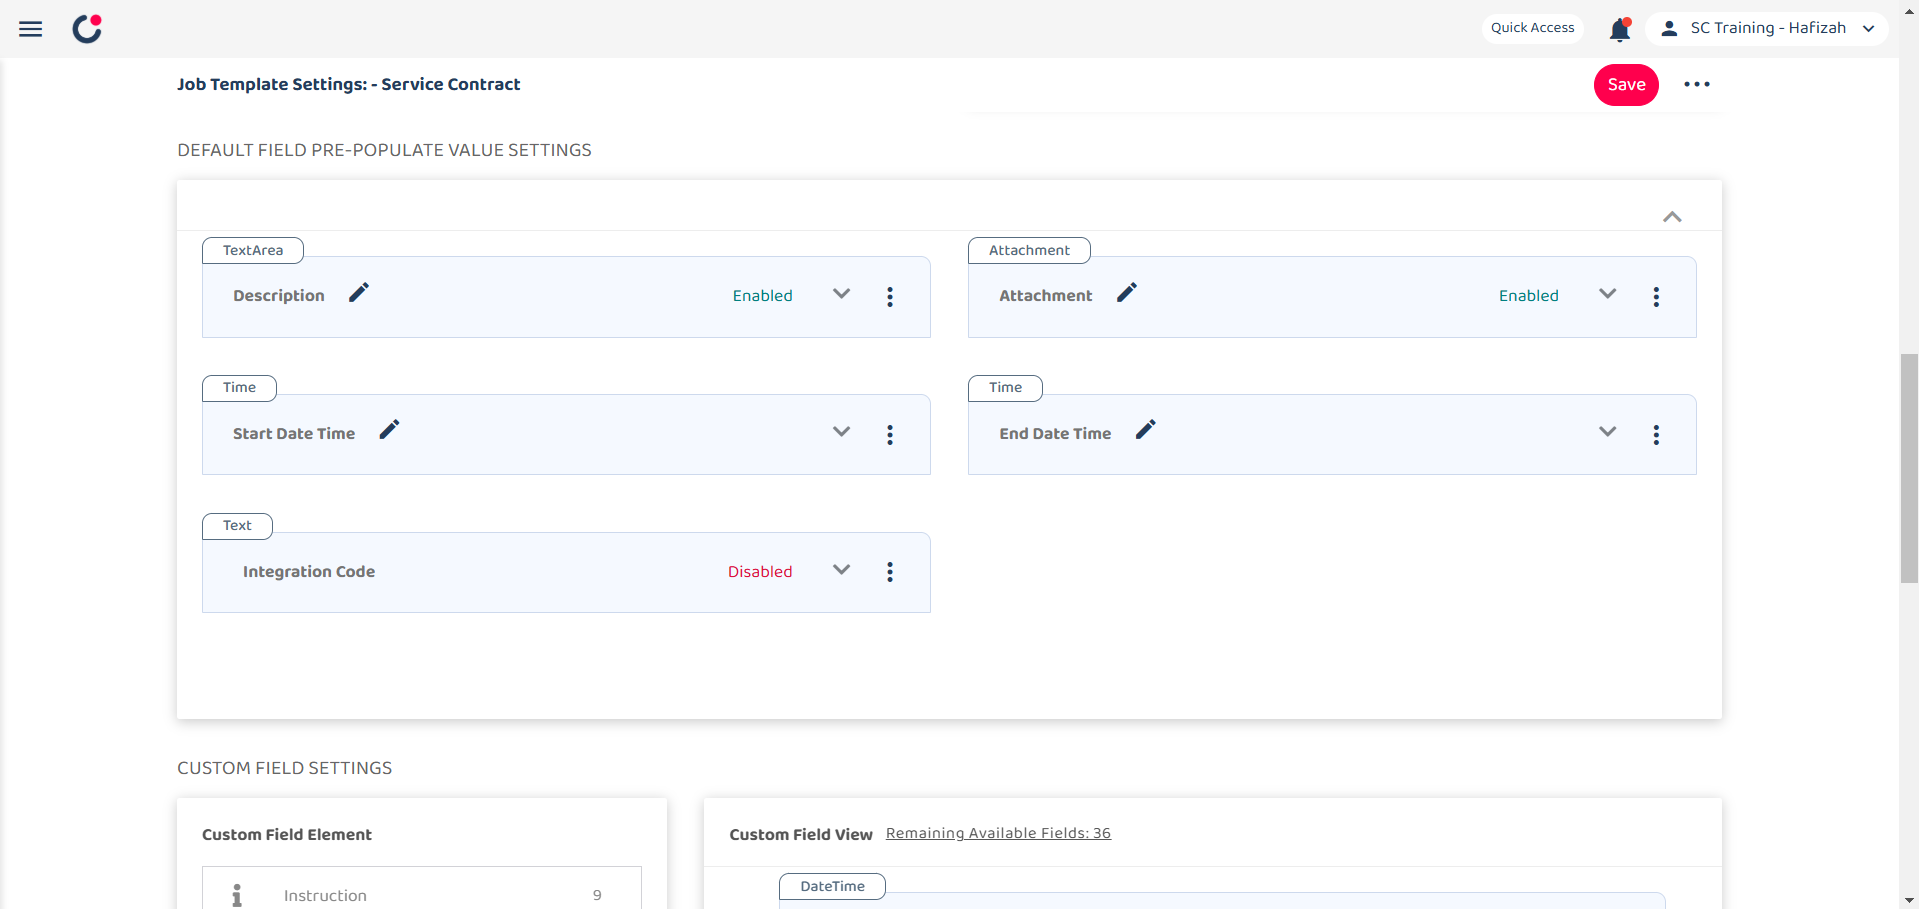 Quick Access
SC Training - Hafizah
Job Template Settings: - Service Contract
Save
DEFAULT FIELD PRE-POPULATE VALUE SETTINGS
TextArea
Description
Enabled
Attachment
Attachment
Enabled
Time
Start Date Time
Time
End Date Time
Text
Integration Code
Disabled
CUSTOM FIELD SETTINGS
Custom Field Element
Instruction 9
Custom Field View Remaining Available Fields: 36
DateTime